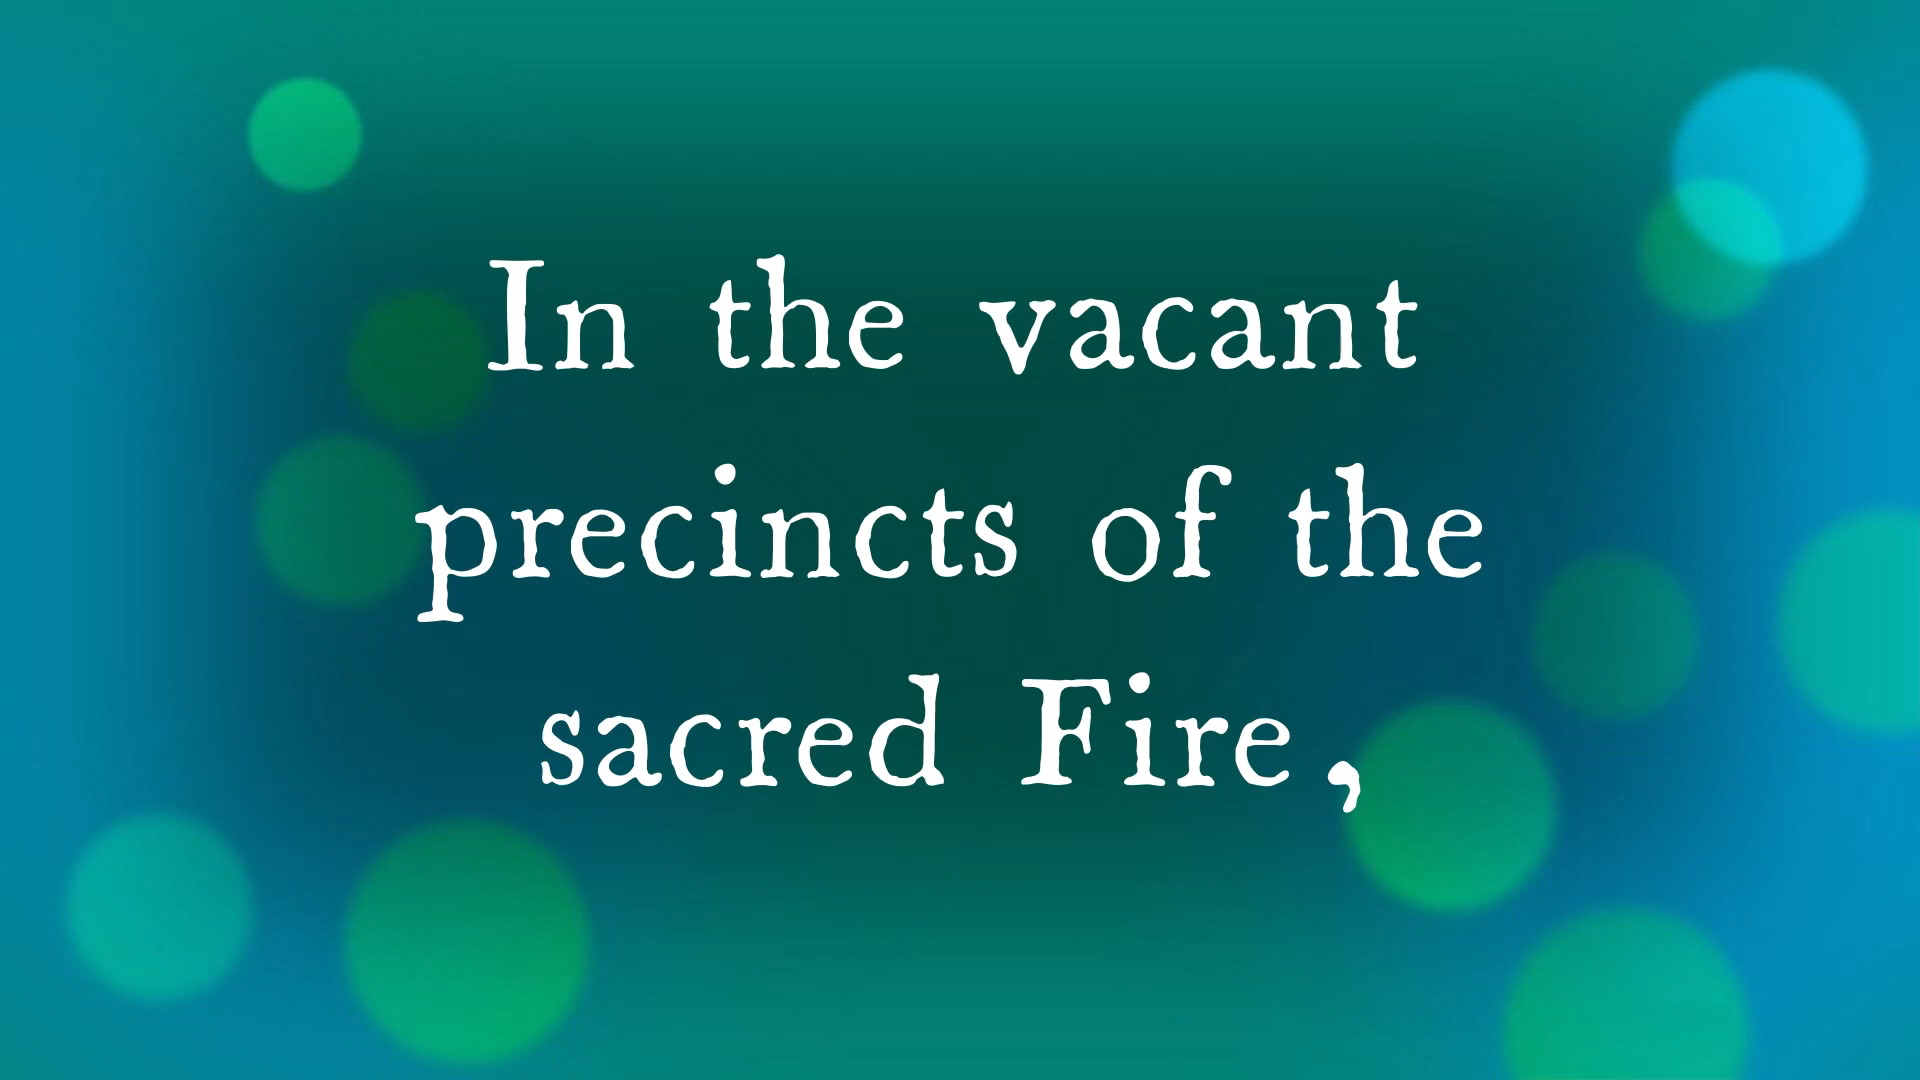 In the vacant
precincts of the
sacred Fire,